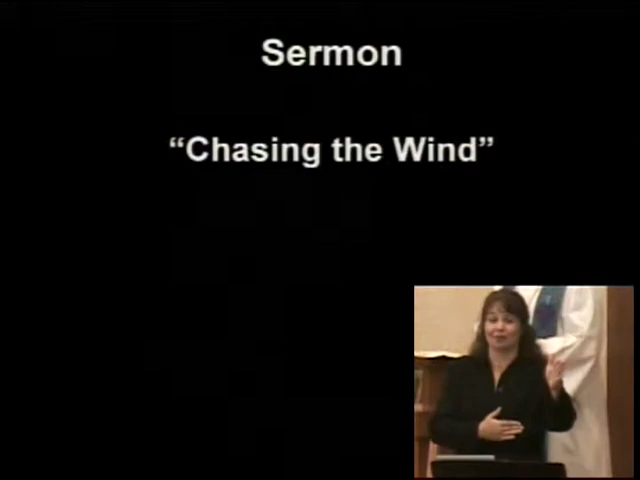 Sermon
“Chasing the Wind”